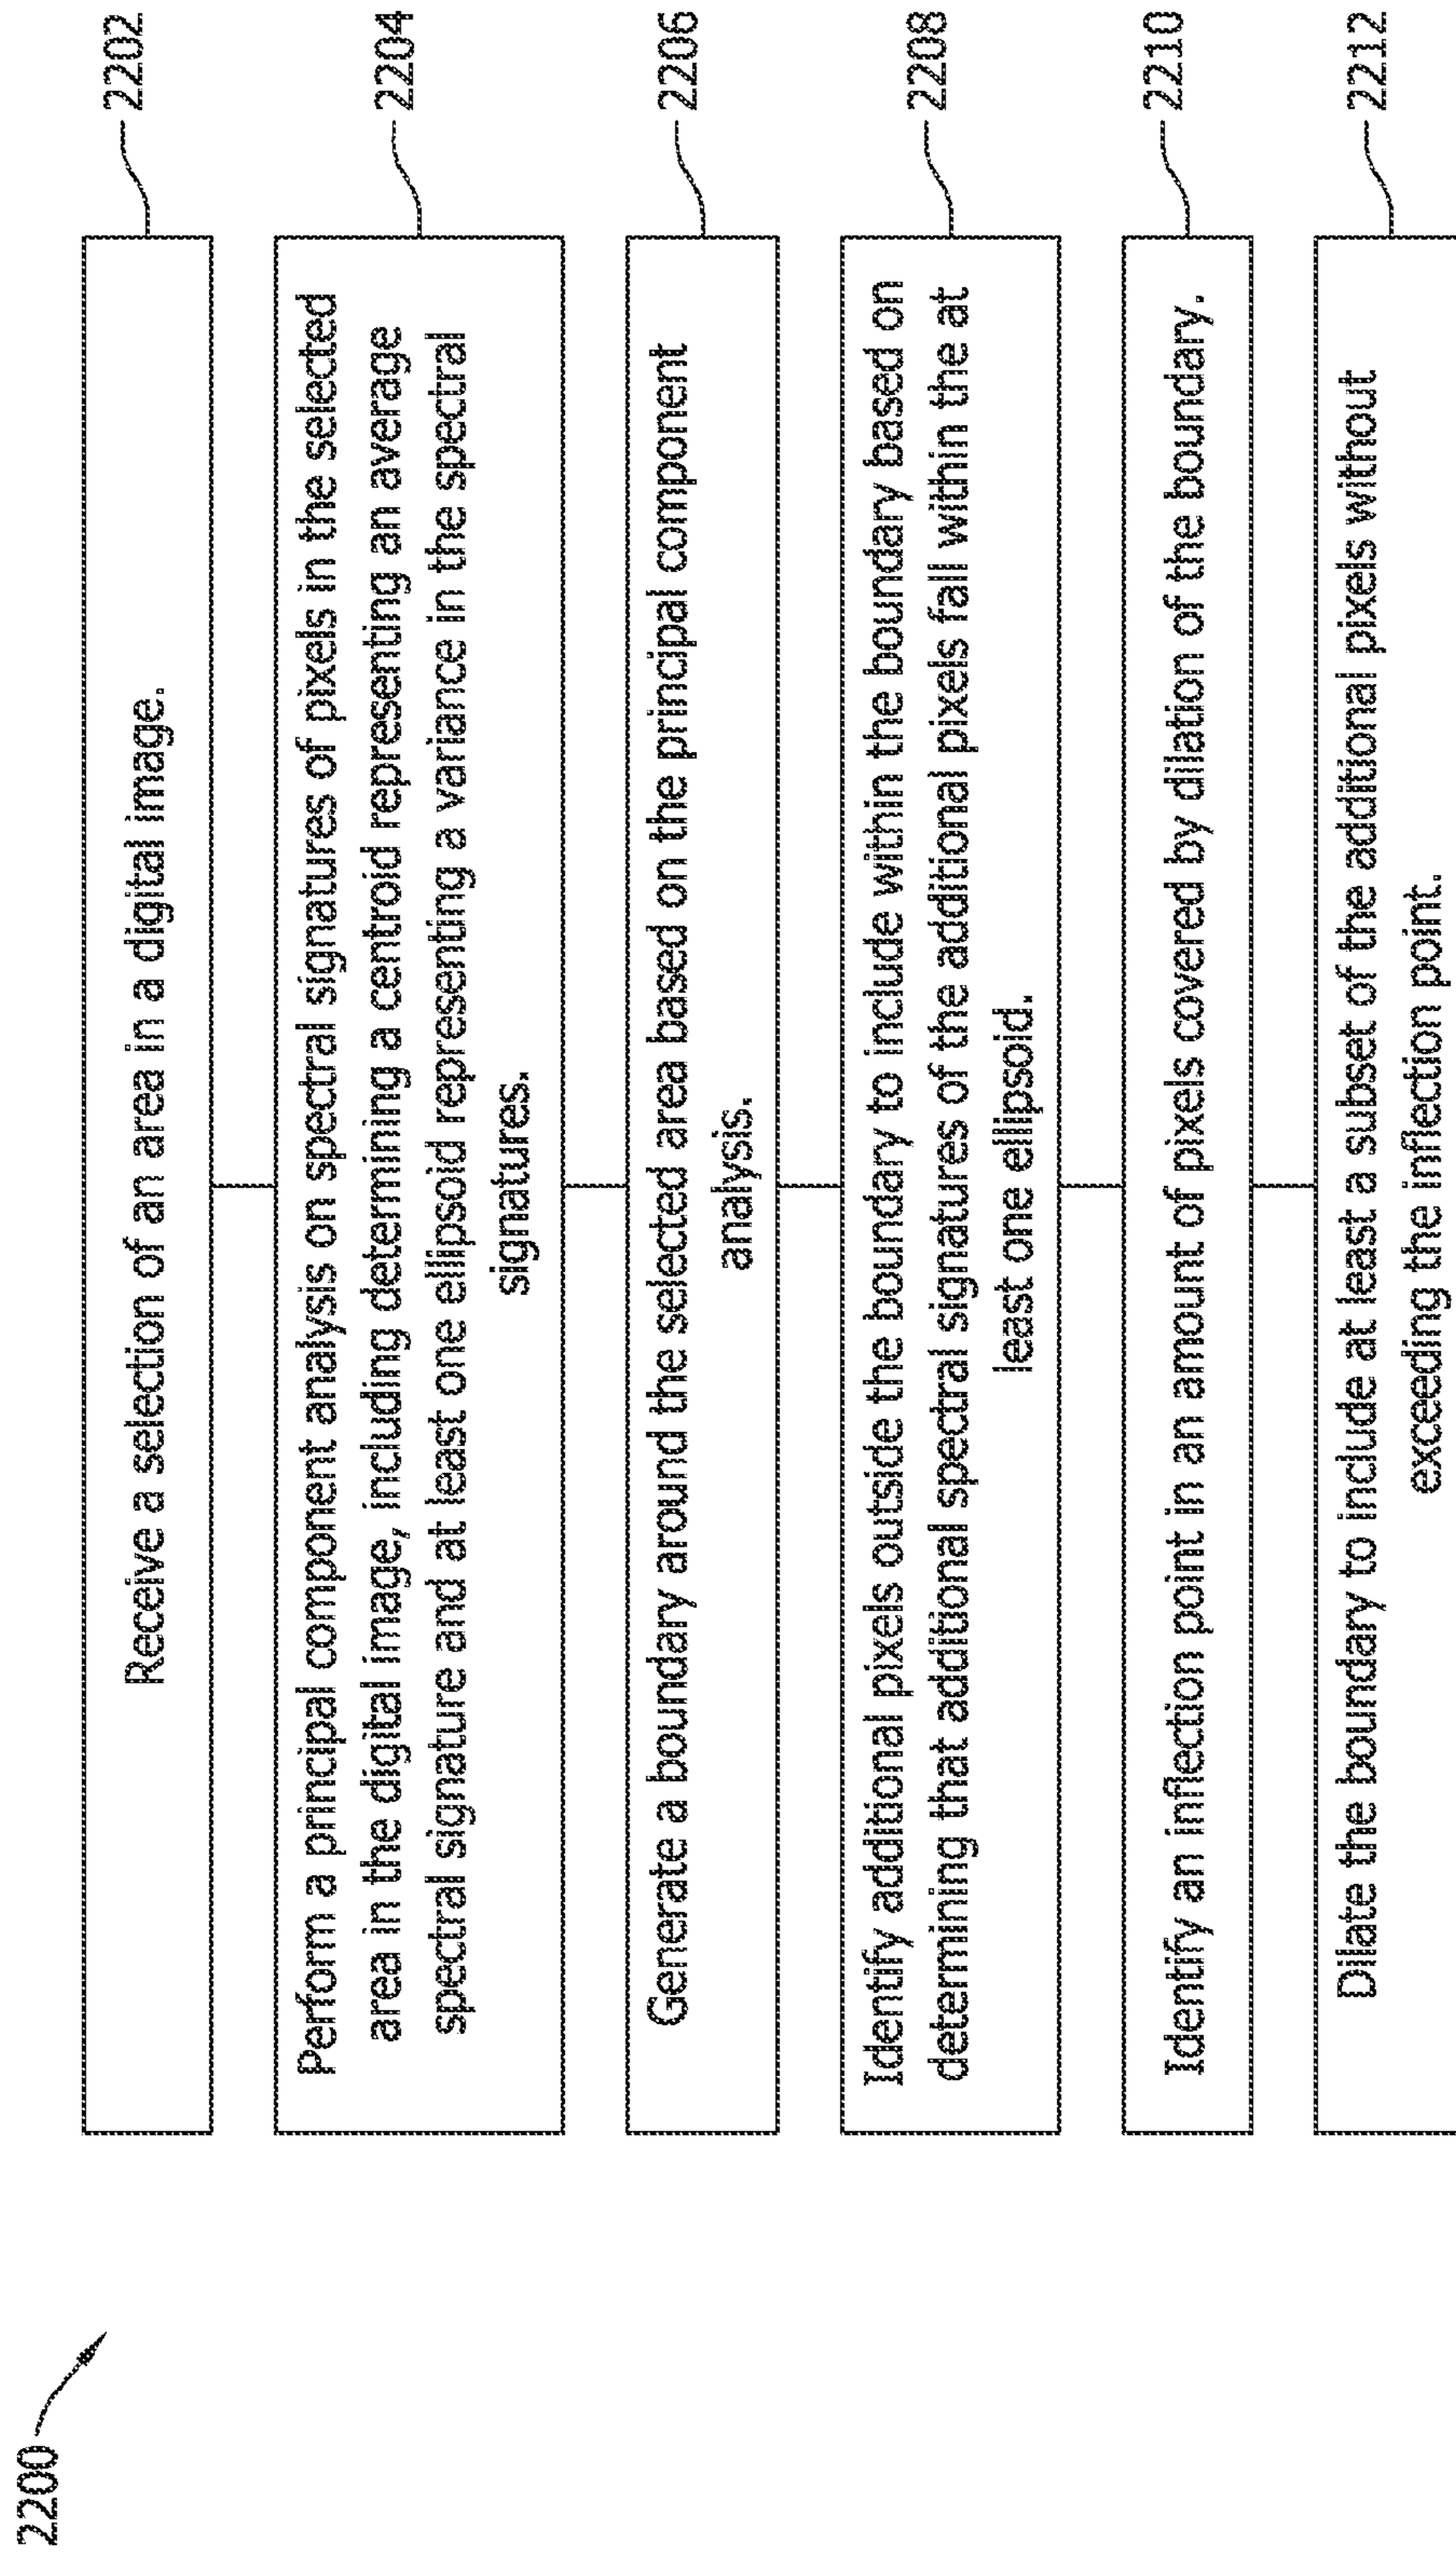 2200
2202
Receive a selection of an area in a digital image.
2204
Perform a principal component analysis on spectral signatures of pixels in the selected
area in the digital image, including determining a centroid representing an average
spectral signature and at least one ellipsoid representing a variance in the spectral
signatures.
2206
Generate a boundary around the selected area based on the principal component
analysis.
2208
Identify additional pixels outside the boundary to include within the boundary based on
determining that additional spectral signatures of the additional pixels fall within the at
least one ellipsoid.
2210
Identify an inflection point in an amount of pixels covered by dilation of the boundary.
2212
Dilate the boundary to include at least a subset of the additional pixels without
exceeding the inflection point.